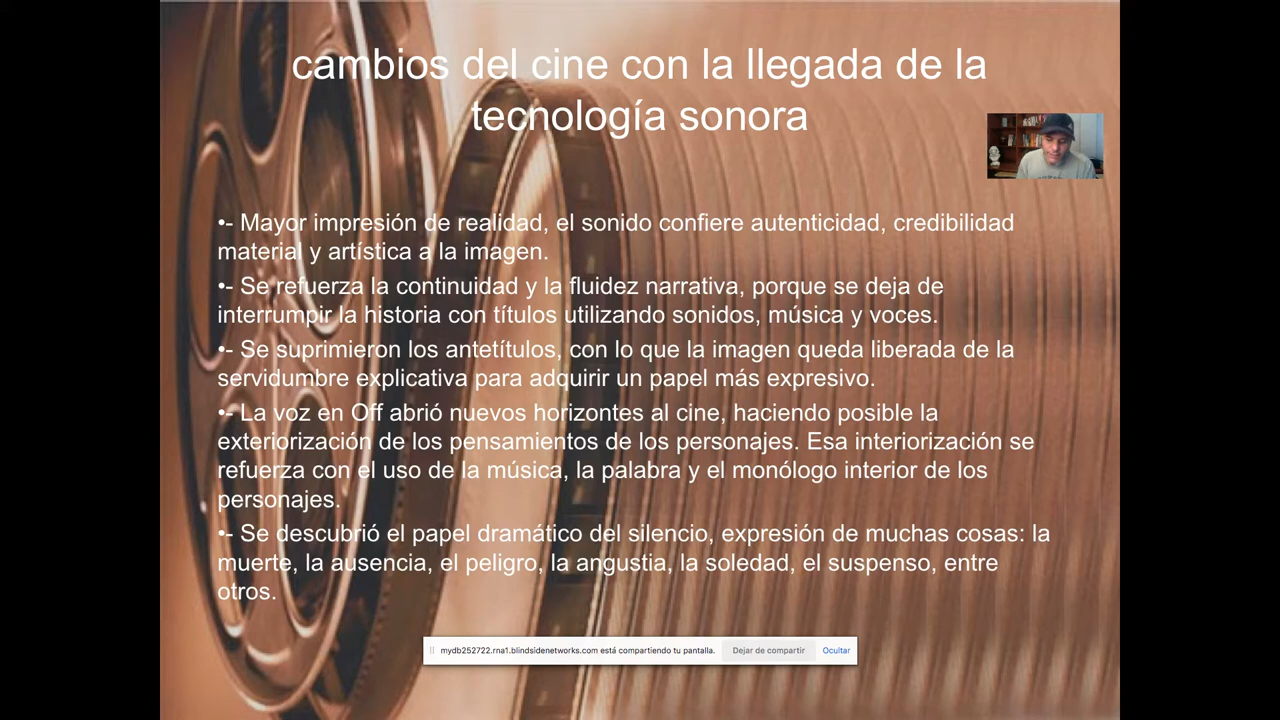 cambios del cine con la llegada de la
tecnología sonora
•- Mayor impresión de realidad, el sonido confiere autenticidad, credibilidad
material y artística a la imagen.
•- Se refuerza la continuidad y la fluidez narrativa, porque se deja de
interrumpir la historia con títulos utilizando sonidos, música y voces.
•- Se suprimieron los antetítulos, con lo que la imagen queda liberada de la
servidumbre explicativa para adquirir un papel más expresivo.
•- La voz en Off abrió nuevos horizontes al cine, haciendo posible la
exteriorización de los pensamientos de los personajes. Esa interiorización se
refuerza con el uso de la música, la palabra y el monólogo interior de los
personajes.
•- Se descubrió el papel dramático del silencio, expresión de muchas cosas: la
muerte, la ausencia, el peligro, la angustia, la soledad, el suspenso, entre
otros.
mydb252722.rna1.blindsidenetworks.com está compartiendo tu pantalla. Dejar de compartir Ocultar